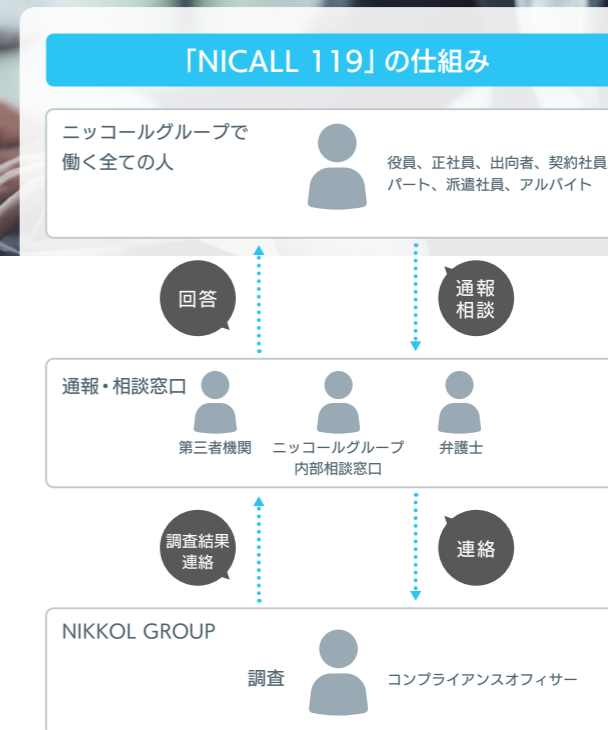 「NICALL 119」の仕組み
ニッコールグループで
働く全ての人
役員、正社員、出向者、契約社員
パート、派遣社員、アルバイト
回答
通報
相談
通報・相談窓口
第三者機関
ニッコールグループ
内部相談窓口
弁護士
調査結果
連絡
連絡
NIKKOL GROUP
調査
コンプライアンスオフィサー